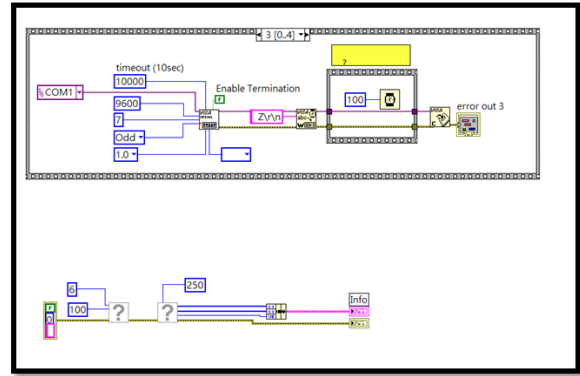 3 [0..4]
timeout (10sec)
10000
Enable Termination
COM1
F
9600
7
Odd
1.0
Z\r\n
?
100
error out 3
6
100
?
?
250
Info
F
0